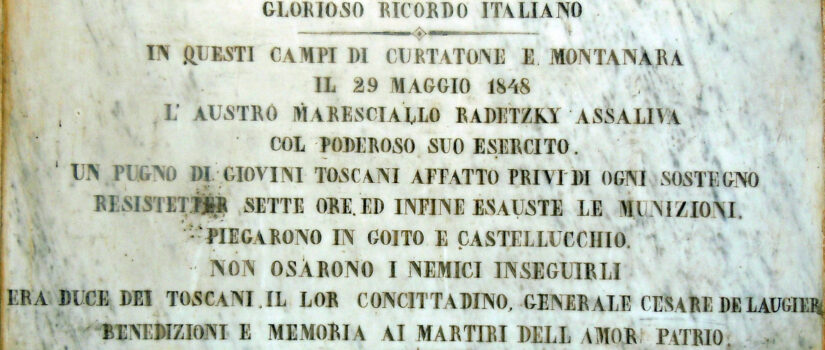 GLORIOSO RICORDO ITALIANO
IN QUESTI CAMPI DI CURTATONE E MONTANARA
IL 29 MAGGIO 1848
L' AUSTRO MARESCIALLO RADETZKY ASSALIVA
COL PODEROSO SUO ESERCITO.
UN PUGNO DI GIOVINI TOSCANI AFFATTO PRIVI DI OGNI SOSTEGNO
RESISTETTER SETTE ORE, ED INFINE ESAUSTE LE MUNIZIONI.
PIEGARONO IN GOITO E CASTELLUCCHIO.
NON OSARONO I NEMICI INSEGUIRLI
ERA DUCE DEI TOSCANI. IL LOR CONCITTADINO, GENERALE CESARE DE LAUGIER
BENEDIZIONI E MEMORIA AI MARTIRI DELL AMOR PATRIO.